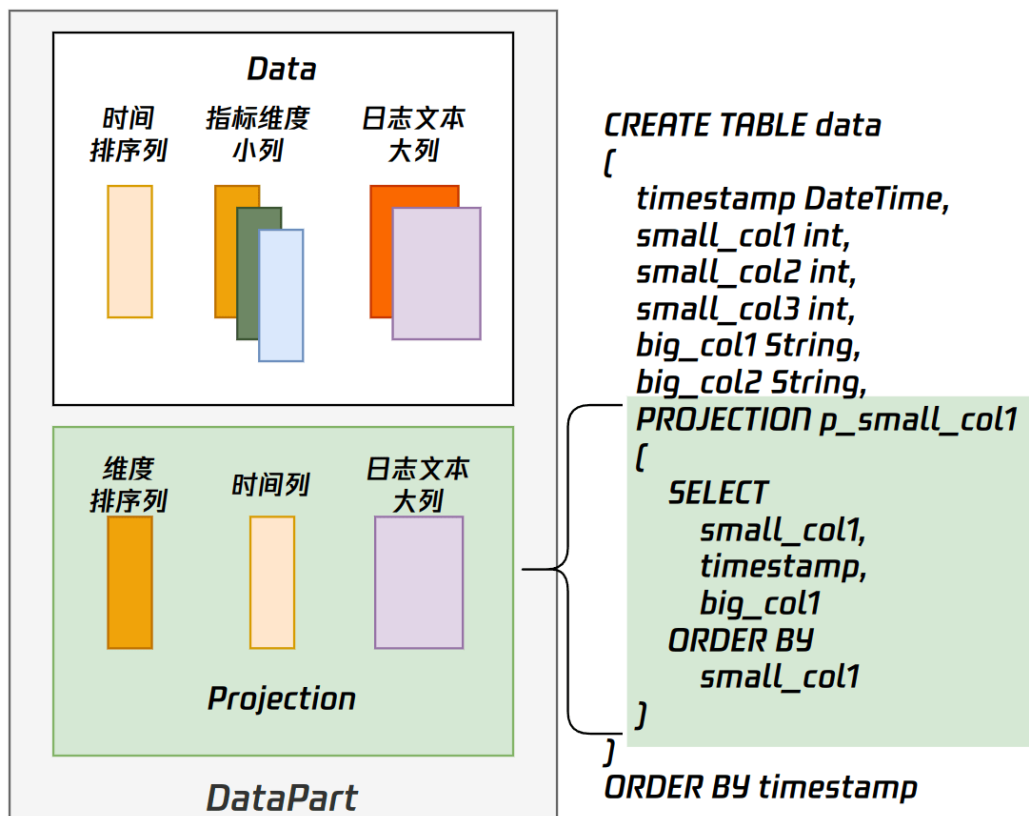 Data
时间
排序列
指标维度
小列
日志文本
大列
维度
排序列
时间列
日志文本
大列
Projection
DataPart
CREATE TABLE data
(
timestamp DateTime,
small_col1 int,
small_col2 int,
small_col3 int,
big_col1 String,
big_col2 String,
PROJECTION p_small_col1
(
SELECT
small_col1,
timestamp,
big_col1
ORDER BY
small_col1
)
)
ORDER BY timestamp